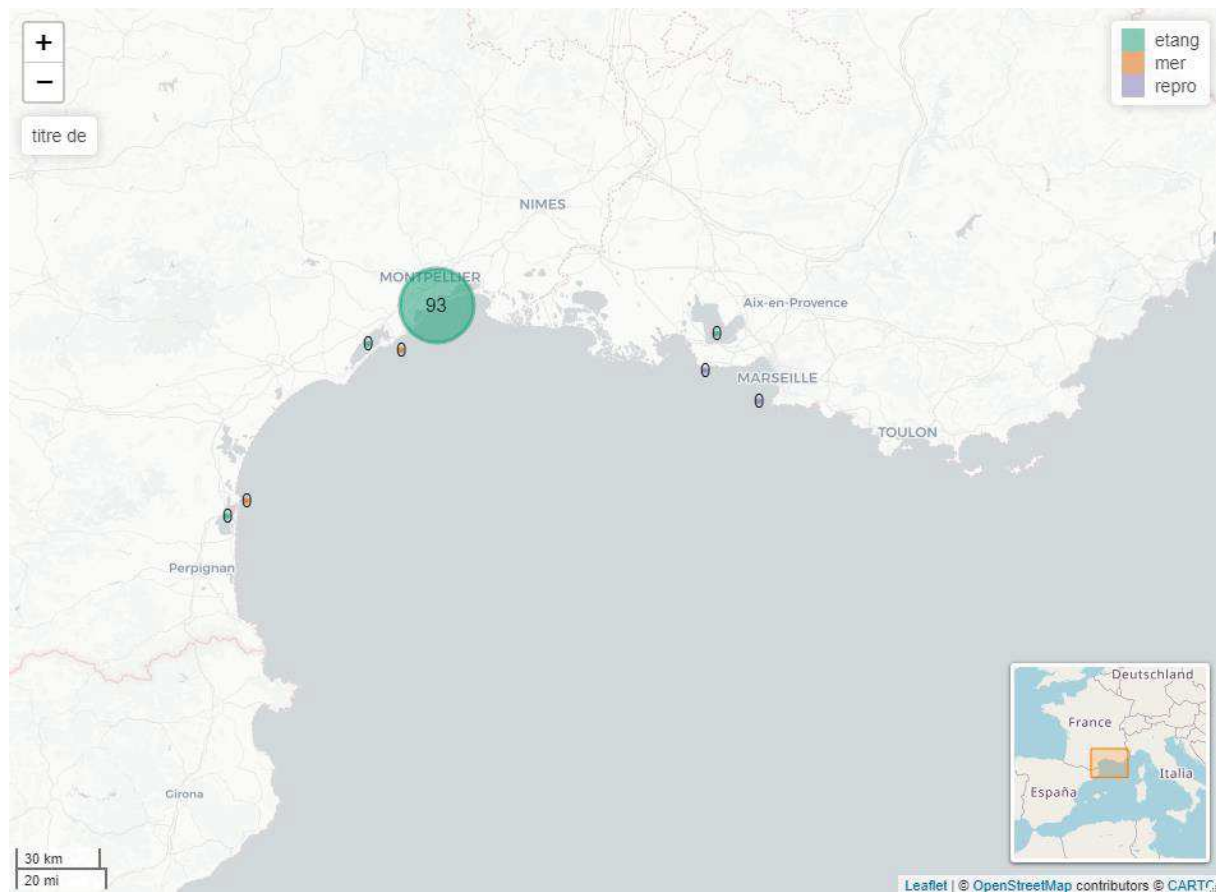 +
−
titre de
etang
mer
repro
NIMES
MONTPELLIER
93
Aix-en-Provence
0
0
0
0
MARSEILLE
0
TOULON
0
0
Perpignan
Girona
Deutschland
France
Italia
España
30 km
20 mi
Leaflet | © OpenStreetMap contributors © CARTO